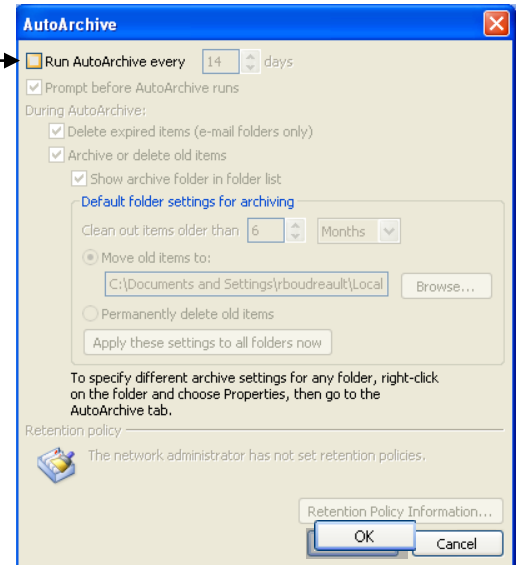 AutoArchive
Run AutoArchive every 14 days
Prompt before AutoArchive runs
During AutoArchive:
Delete expired items (e-mail folders only)
Archive or delete old items
Show archive folder in folder list
Default folder settings for archiving
Clean out items older than 6 Months
Move old items to:
C:\Documents and Settings\rboudreault\Local Browse...
Permanently delete old items
Apply these settings to all folders now
To specify different archive settings for any folder, right-click
on the folder and choose Properties, then go to the
AutoArchive tab.
Retention policy
The network administrator has not set retention policies.
Retention Policy Information...
OK Cancel